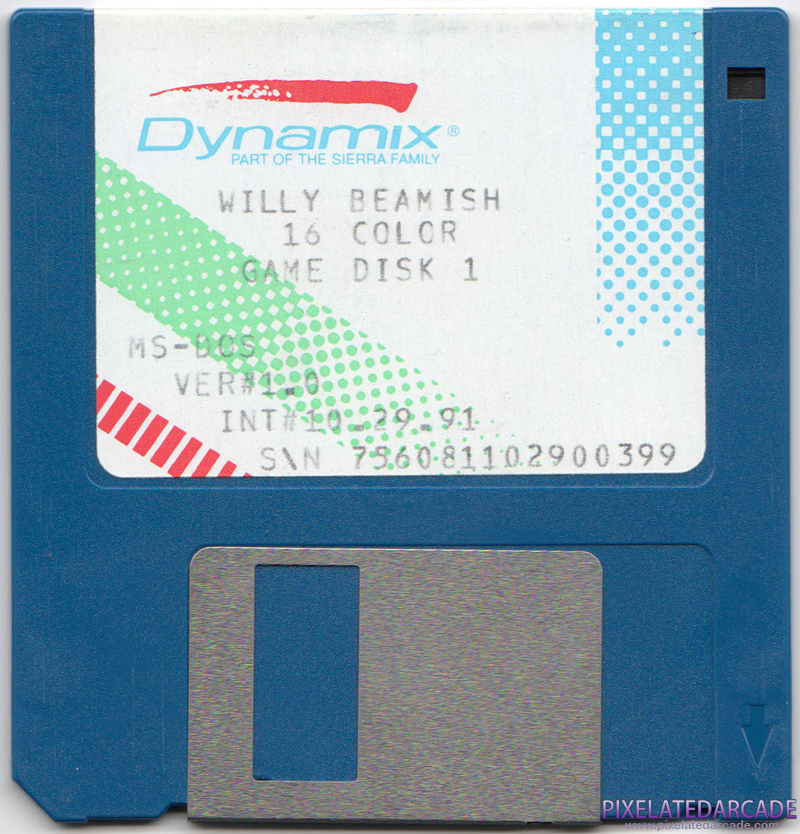 Dynamix®
PART OF THE SIERRA FAMILY
WILLY BEAMISH
16 COLOR
GAME DISK 1
MS-DOS
VER#1.0
INT#10.29.91
S\N 756081102900399
PIXELATEDARCADE
www.pixelatedarcade.com